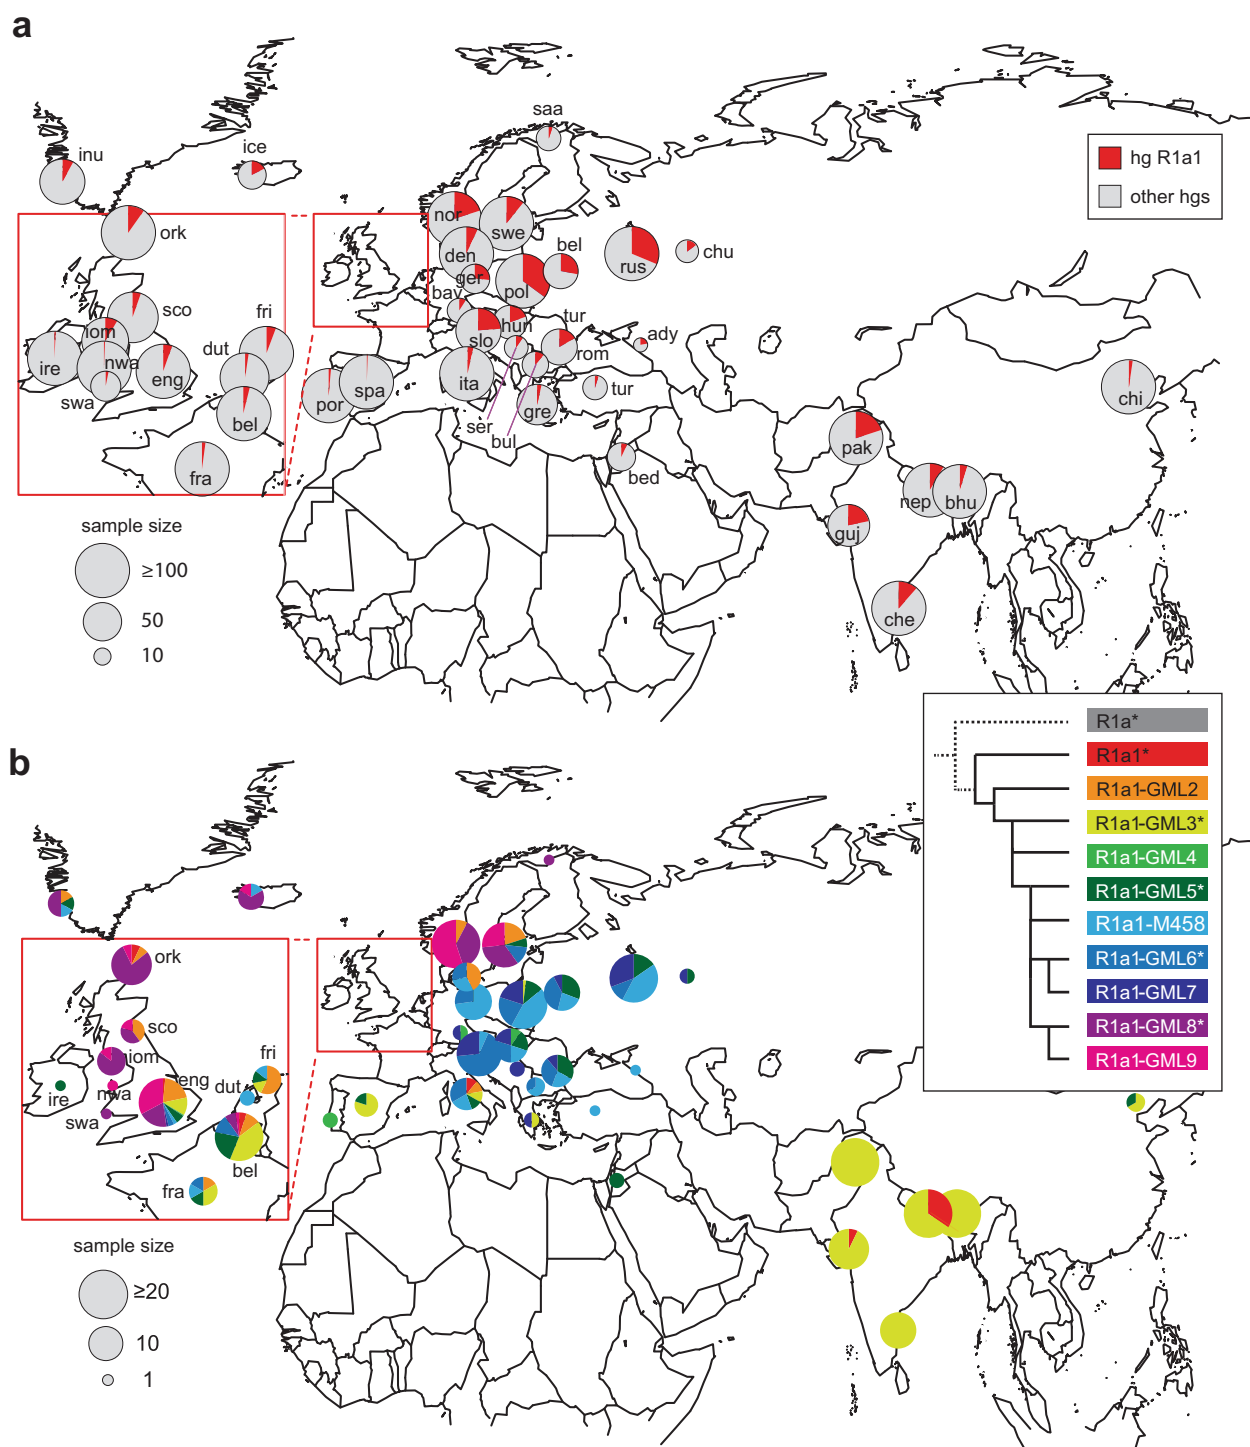 a
saa
inu
ice
hg R1a1
other hgs
ork
nor
swe
den
bel
rus
chu
ger
pol
bav
sco
fri
iom
hun
tur
ady
slo
rom
dut
ire
nwa
eng
ita
spa
por
tur
chi
swa
bel
gre
ser
bul
pak
fra
bed
nep
bhu
guj
sample size
≥100
50
10
che
R1a*
R1a1*
R1a1-GML2
R1a1-GML3*
R1a1-GML4
R1a1-GML5*
R1a1-M458
R1a1-GML6*
R1a1-GML7
R1a1-GML8*
R1a1-GML9
b
ork
sco
iom
fri
eng
dut
ire
nwa
swa
bel
fra
sample size
≥20
10
1